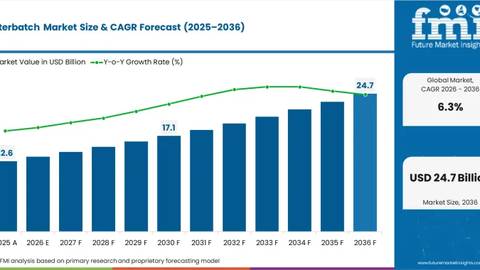 terbatch Market Size & CAGR Forecast (2025–2036)
arket Value in USD Billion
Y-o-Y Growth Rate (%)
24.7
17.1
2.6
025 A 2026 E 2027 F 2028 F 2029 F 2030 F 2031 F 2032 F 2033 F 2034 F 2035 F 2036 F
FMI analysis based on primary research and proprietary forecasting model
fmi
Future Market Insights
Global Market,
CAGR 2026 - 2036
6.3%
USD 24.7 Billi
Market Size, 2036
www.futuremarketinsights.com